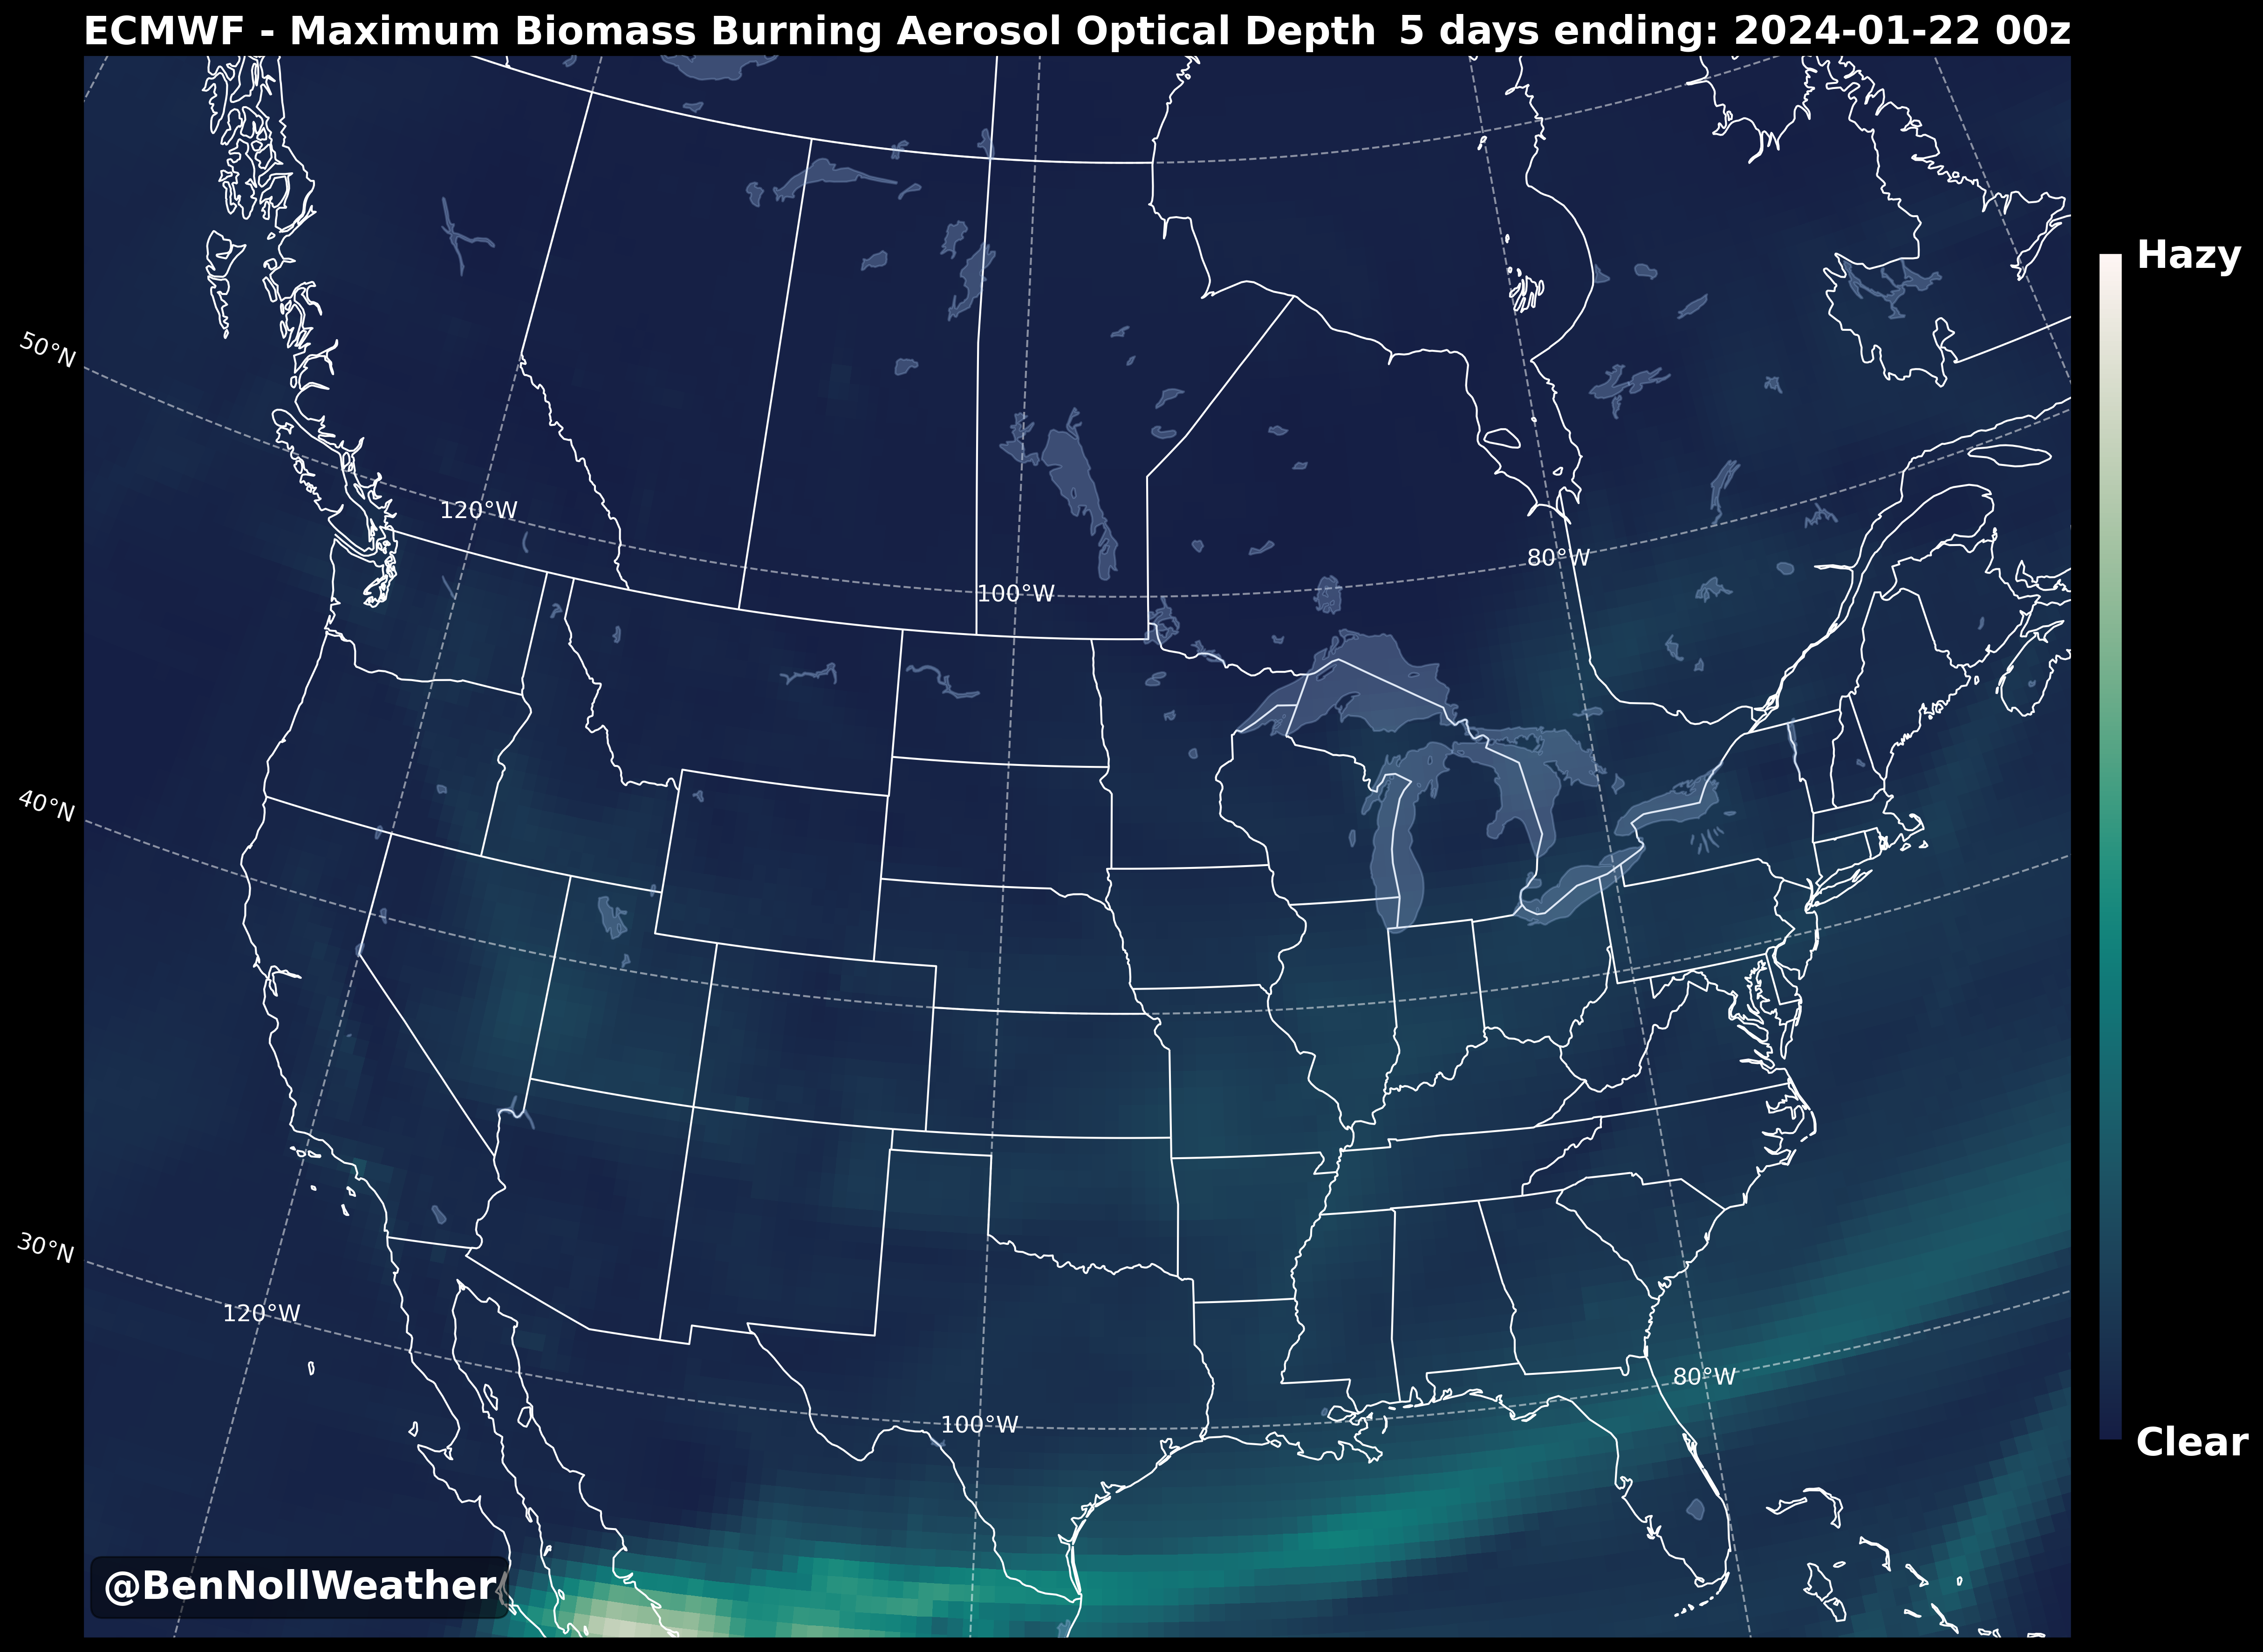 ECMWF - Maximum Biomass Burning Aerosol Optical Depth 5 days ending: 2024-01-22 00z
Hazy
50°N
120°W
80°W
100°W
40°N
30°N
120°W
80°W
100°W
Clear
@BenNollWeather